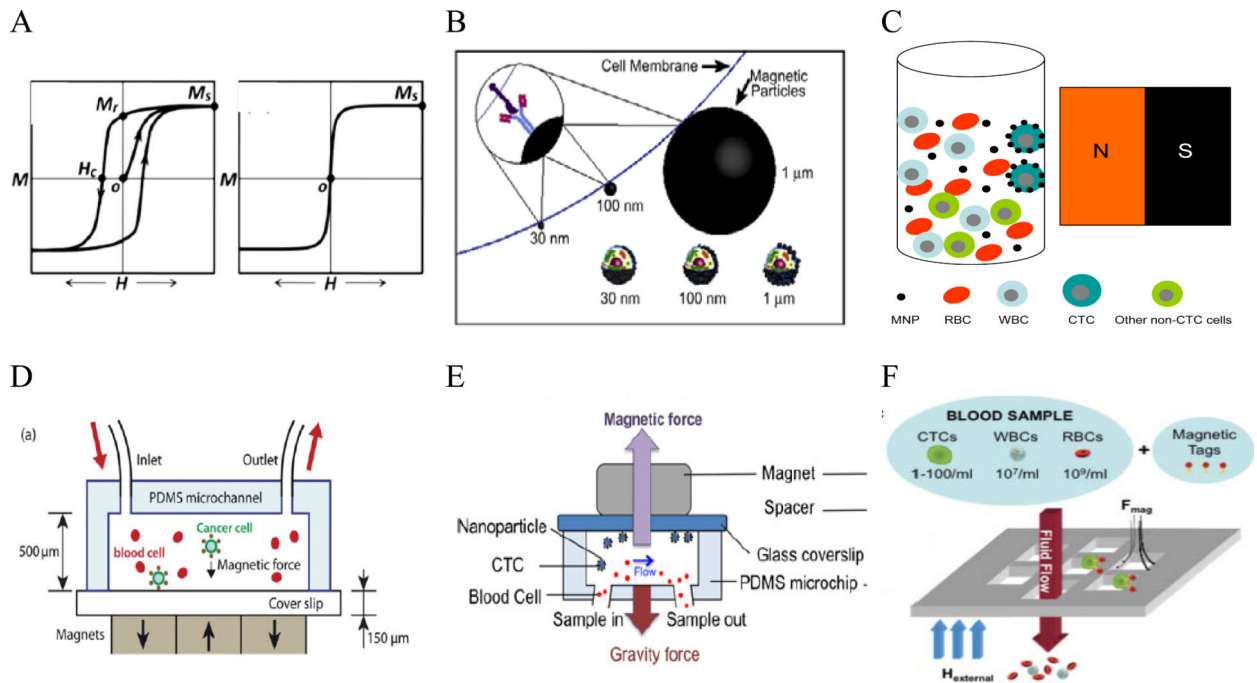 A
Mr
Ms
Hc
o
M
H
Ms
o
H
B
Cell Membrane
Magnetic
Particles
1 μm
100 nm
30 nm
30 nm
100 nm
1 μm
C
N
S
MNP
RBC
WBC
CTC
Other non-CTC cells
D
(a)
Inlet
Outlet
PDMS microchannel
500 μm
Cancer cell
blood cell
Magnetic force
Cover slip
Magnets
150 μm
E
Magnetic force
Magnet
Spacer
Nanoparticle
Glass coverslip
CTC
Flow
PDMS microchip
Blood Cell
Sample in
Sample out
Gravity force
F
BLOOD SAMPLE
CTCs
WBCs
RBCs
1-100/ml
10⁷/ml
10⁹/ml
+
Magnetic
Tags
Fmag
Fluid Flow
Hexternal